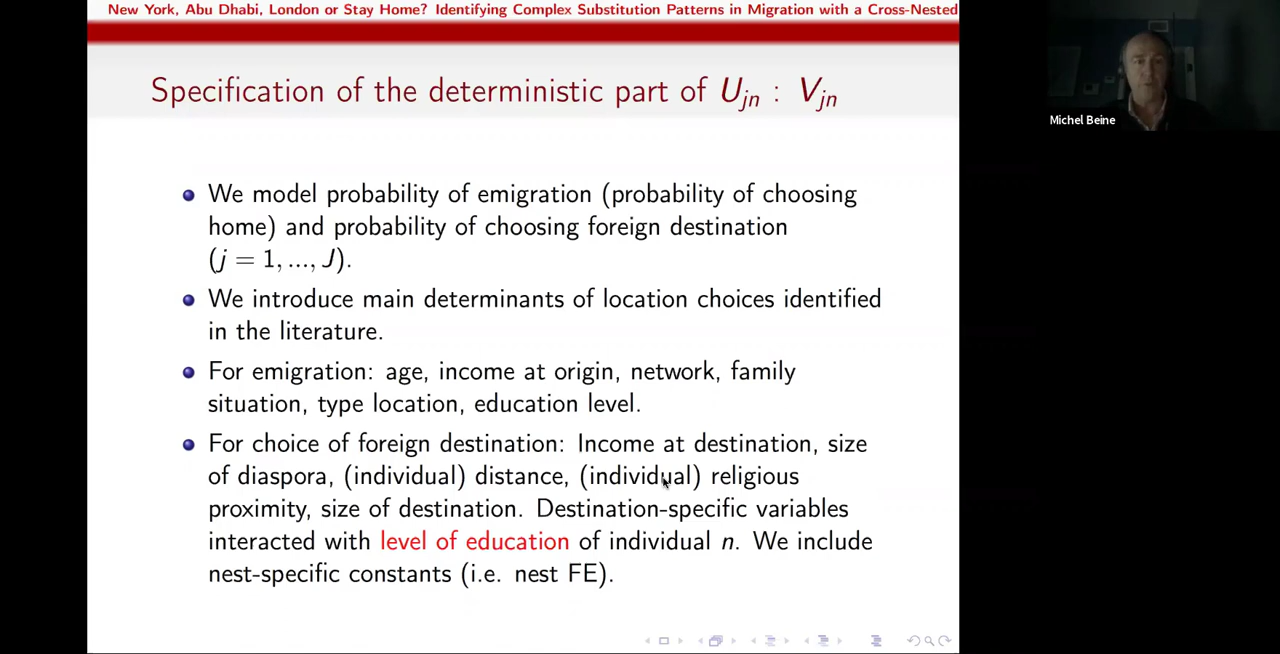 New York, Abu Dhabi, London or Stay Home? Identifying Complex Substitution Patterns in Migration with a Cross-Nested
Specification of the deterministic part of U_{jn} : V_{jn}
Michel Beine
We model probability of emigration (probability of choosing
home) and probability of choosing foreign destination
(j = 1, ..., J).
We introduce main determinants of location choices identified
in the literature.
For emigration: age, income at origin, network, family
situation, type location, education level.
For choice of foreign destination: Income at destination, size
of diaspora, (individual) distance, (individual) religious
proximity, size of destination. Destination-specific variables
interacted with level of education of individual n. We include
nest-specific constants (i.e. nest FE).